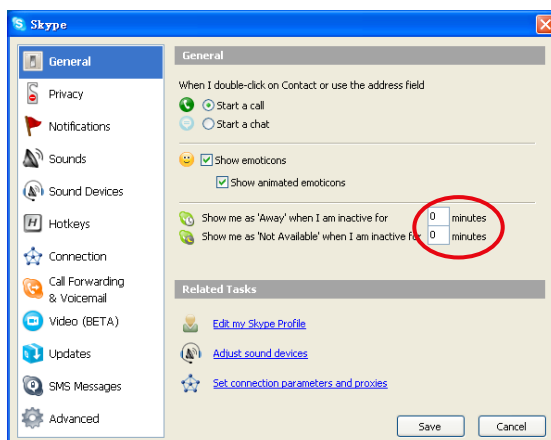 Skype
General
Privacy
Notifications
Sounds
Sound Devices
H Hotkeys
Connection
Call Forwarding
& Voicemail
Video (BETA)
Updates
SMS Messages
Advanced
General
When I double-click on Contact or use the address field
Start a call
Start a chat
Show emoticons
Show animated emoticons
Show me as 'Away' when I am inactive for 0 minutes
Show me as 'Not Available' when I am inactive for 0 minutes
Related Tasks
Edit my Skype Profile
Adjust sound devices
Set connection parameters and proxies
Save Cancel